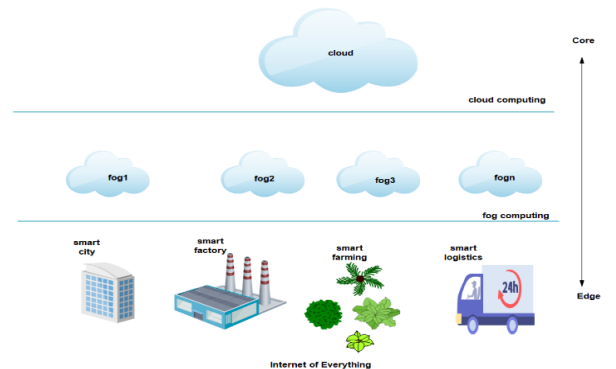 cloud
Core
cloud computing
fog1
fog2
fog3
fogn
fog computing
smart
city
smart
factory
smart
farming
smart
logistics
24h
Edge
Internet of Everything